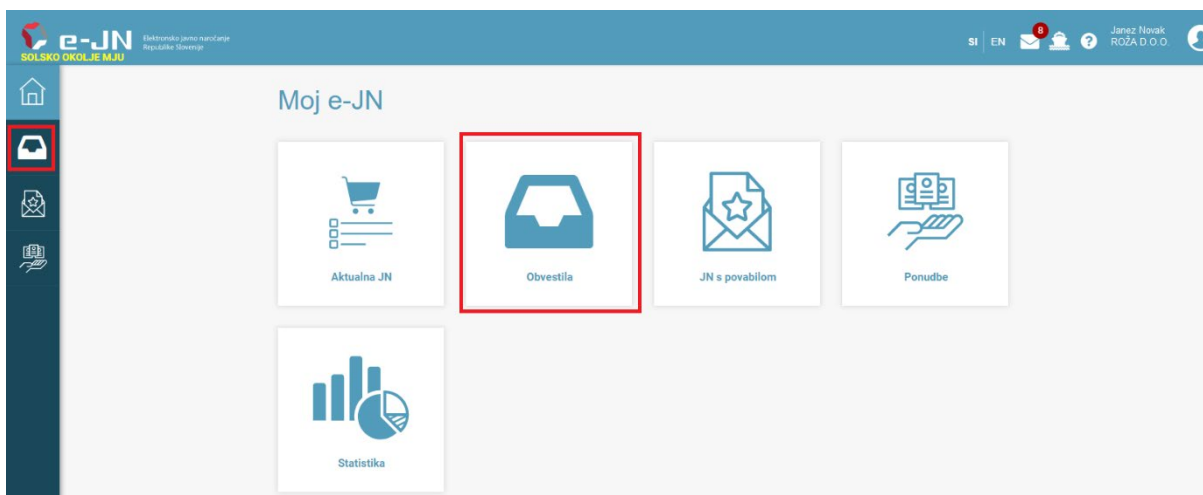 e-JN
Elektronsko javno naročanje
Republike Slovenije
SOLSKO OKOLJE MJU
SI EN
8
?
Janez Novak
ROŽA D.O.O.
Moj e-JN
Aktualna JN
Obvestila
JN s povabilom
Ponudbe
Statistika